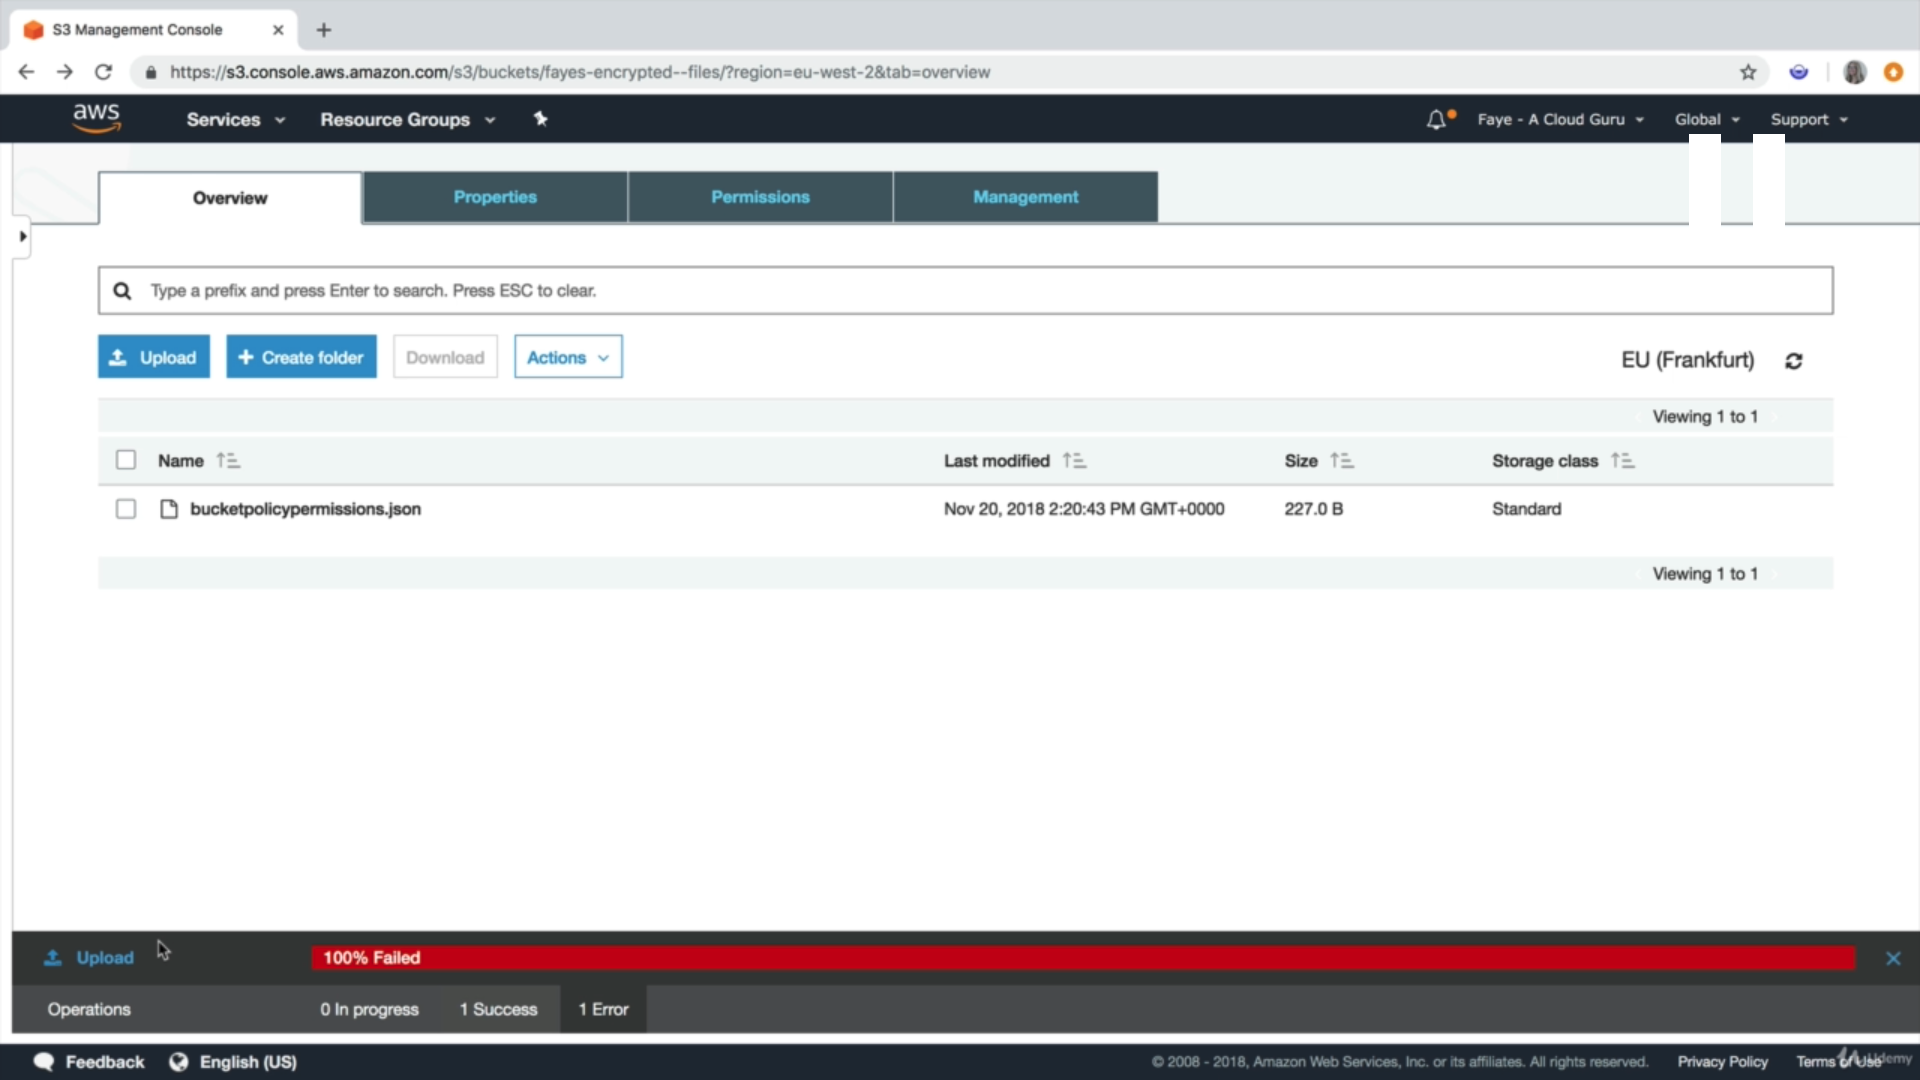 S3 Management Console
https://s3.console.aws.amazon.com/s3/buckets/fayes-encrypted--files/?region=eu-west-2&tab=overview
aws Services Resource Groups Faye - A Cloud Guru Global Support
Overview Properties Permissions Management
Type a prefix and press Enter to search. Press ESC to clear.
Upload + Create folder Download Actions EU (Frankfurt)
Viewing 1 to 1
Name Last modified Size Storage class
bucketpolicypermissions.json Nov 20, 2018 2:20:43 PM GMT+0000 227.0 B Standard
Viewing 1 to 1
Upload 100% Failed
Operations 0 In progress 1 Success 1 Error
Feedback English (US) © 2008 - 2018, Amazon Web Services, Inc. or its affiliates. All rights reserved. Privacy Policy Terms of Use
Udemy